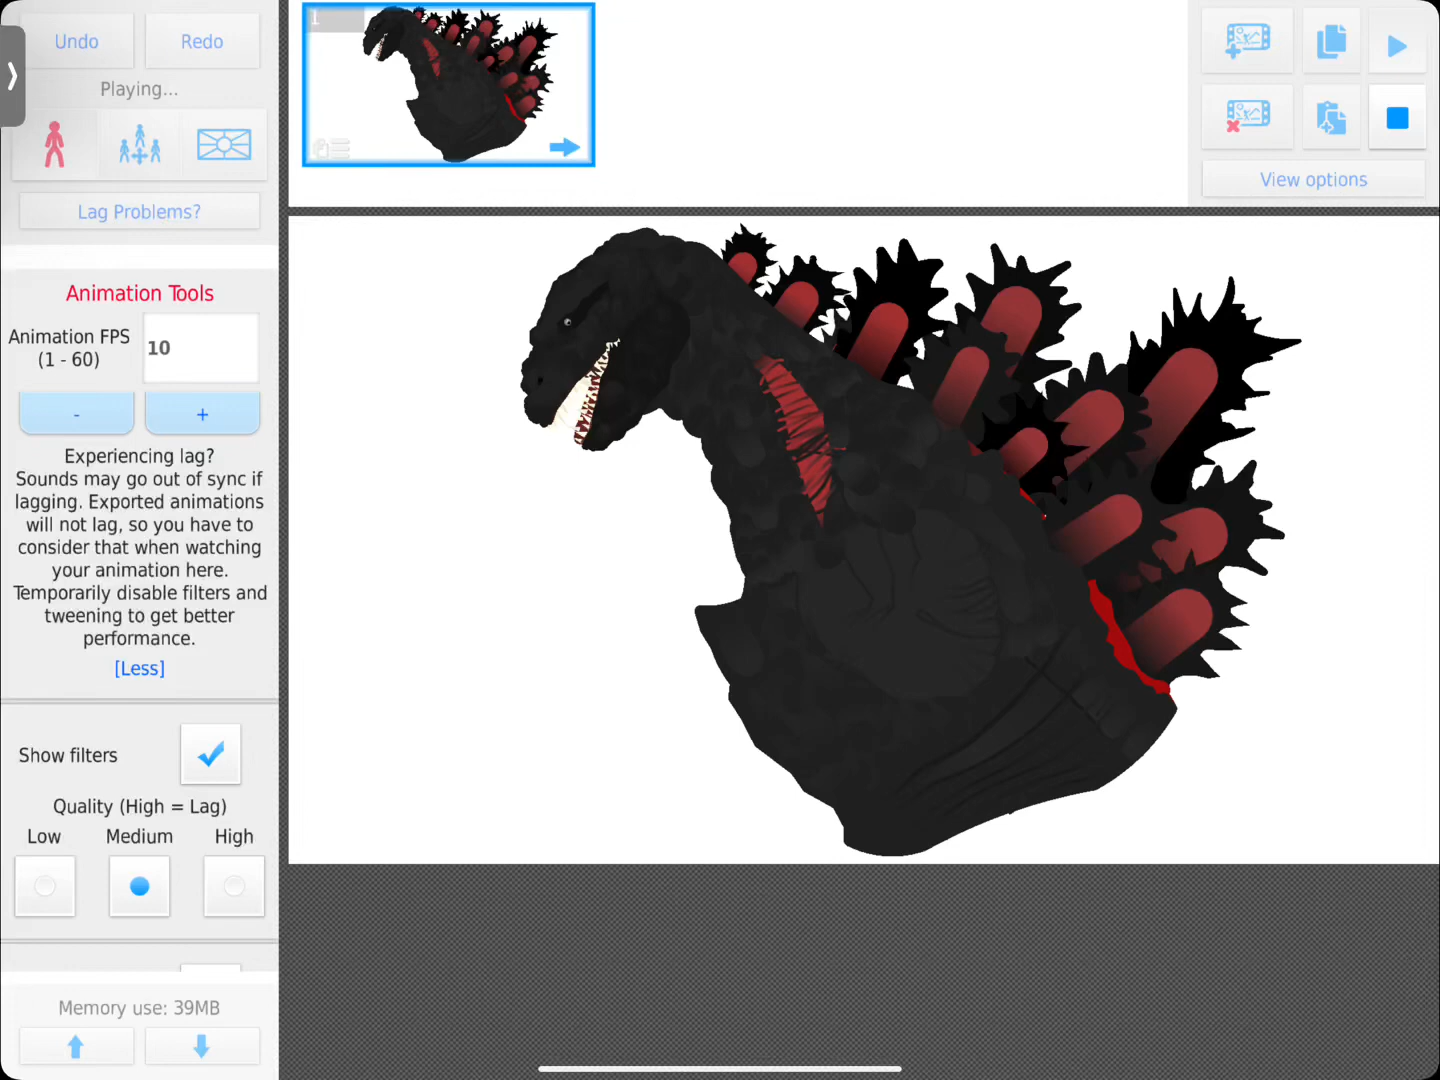 Undo
Redo
Playing...
Lag Problems?
1
View options
Animation Tools
Animation FPS
(1 - 60)
10
-
+
Experiencing lag?
Sounds may go out of sync if
lagging. Exported animations
will not lag, so you have to
consider that when watching
your animation here.
Temporarily disable filters and
tweening to get better
performance.
[Less]
Show filters
Quality (High = Lag)
Low
Medium
High
Memory use: 39MB